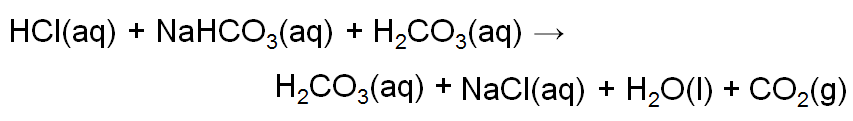 HCl(aq) + NaHCO₃(aq) + H₂CO₃(aq) →
H₂CO₃(aq) + NaCl(aq) + H₂O(l) + CO₂(g)